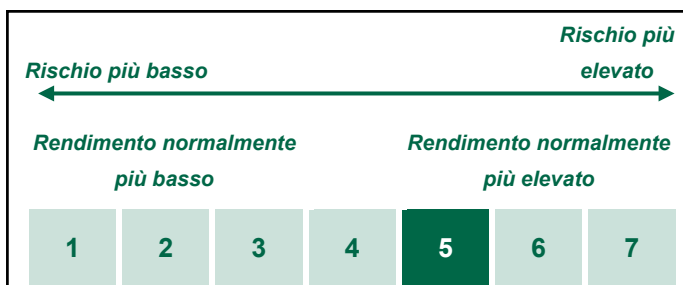 Rischio più
Rischio più basso elevato
Rendimento normalmente Rendimento normalmente
più basso più elevato
1 2 3 4 5 6 7